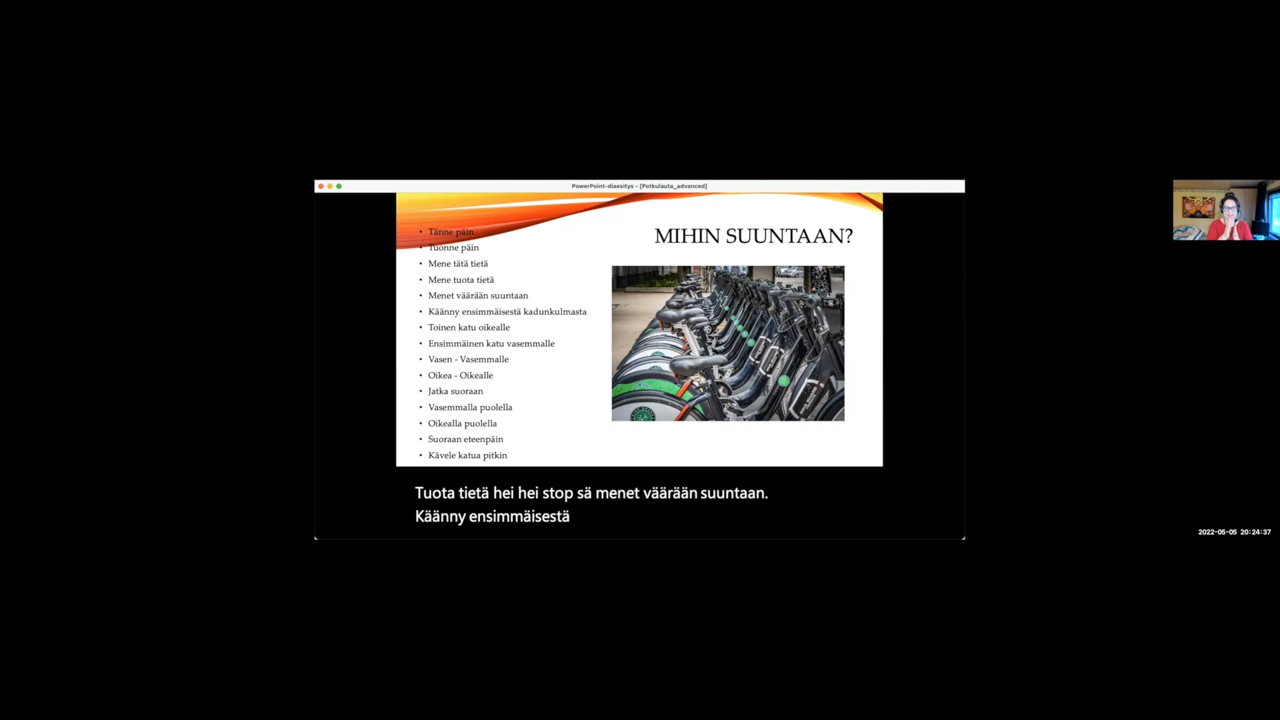 PowerPoint-diaesitys - [Potkulauta_advanced]
MIHIN SUUNTAAN?
• Tänne päin
• Tuonne päin
• Mene tätä tietä
• Mene tuota tietä
• Menet väärään suuntaan
• Käänny ensimmäisestä kadunkulmasta
• Toinen katu oikealle
• Ensimmäinen katu vasemmalle
• Vasen - Vasemmalle
• Oikea - Oikealle
• Jatka suoraan
• Vasemmalla puolella
• Oikealla puolella
• Suoraan eteenpäin
• Kävele katua pitkin
Tuota tietä hei hei stop sä menet väärään suuntaan.
Käänny ensimmäisestä
2022-05-05 20:24:37